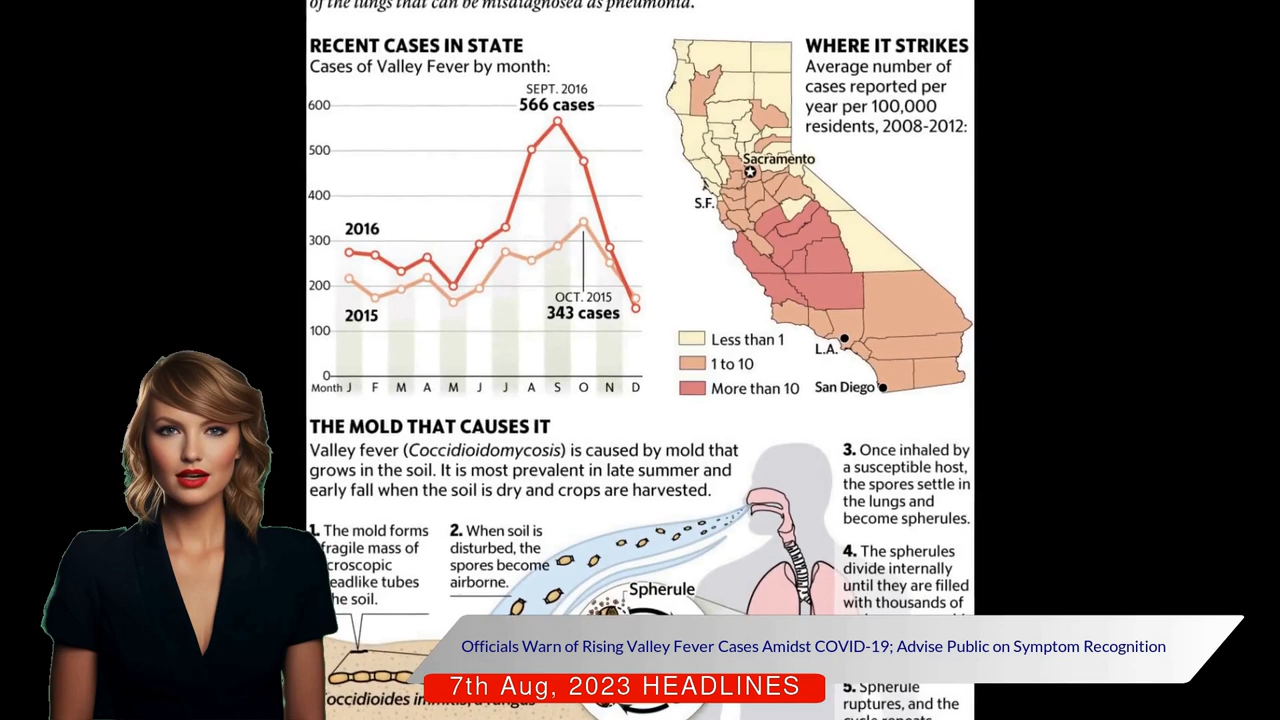 of the lungs that can be misdiagnosed as pneumonia.
RECENT CASES IN STATE
Cases of Valley Fever by month:
SEPT. 2016
566 cases
600
500
400
300
200
100
0
2016
2015
OCT. 2015
343 cases
Month J F M A M J J A S O N D
WHERE IT STRIKES
Average number of
cases reported per
year per 100,000
residents, 2008-2012:
Sacramento
S.F.
L.A.
San Diego
Less than 1
1 to 10
More than 10
THE MOLD THAT CAUSES IT
Valley fever (Coccidioidomycosis) is caused by mold that
grows in the soil. It is most prevalent in late summer and
early fall when the soil is dry and crops are harvested.
1. The mold forms
fragile mass of
croscopic
eadlike tubes
he soil.
2. When soil is
disturbed, the
spores become
airborne.
Spherule
3. Once inhaled by
a susceptible host,
the spores settle in
the lungs and
become spherules.
4. The spherules
divide internally
until they are filled
with thousands of
5. Spherule
ruptures, and the
cycle repeats
Officials Warn of Rising Valley Fever Cases Amidst COVID-19; Advise Public on Symptom Recognition
7th Aug, 2023 HEADLINES